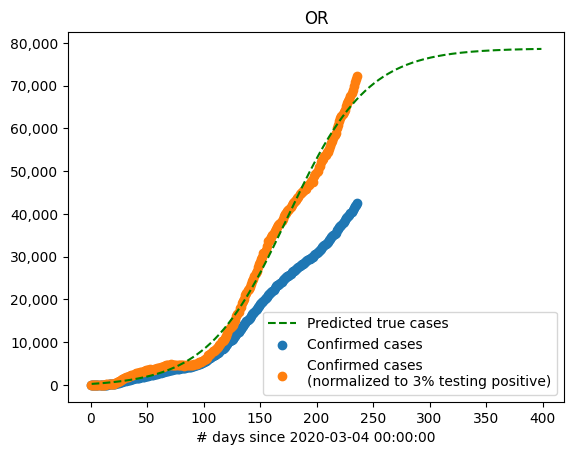 OR
80,000
70,000
60,000
50,000
40,000
30,000
20,000
10,000
0
Predicted true cases
Confirmed cases
Confirmed cases
(normalized to 3% testing positive)
0 50 100 150 200 250 300 350 400
# days since 2020-03-04 00:00:00